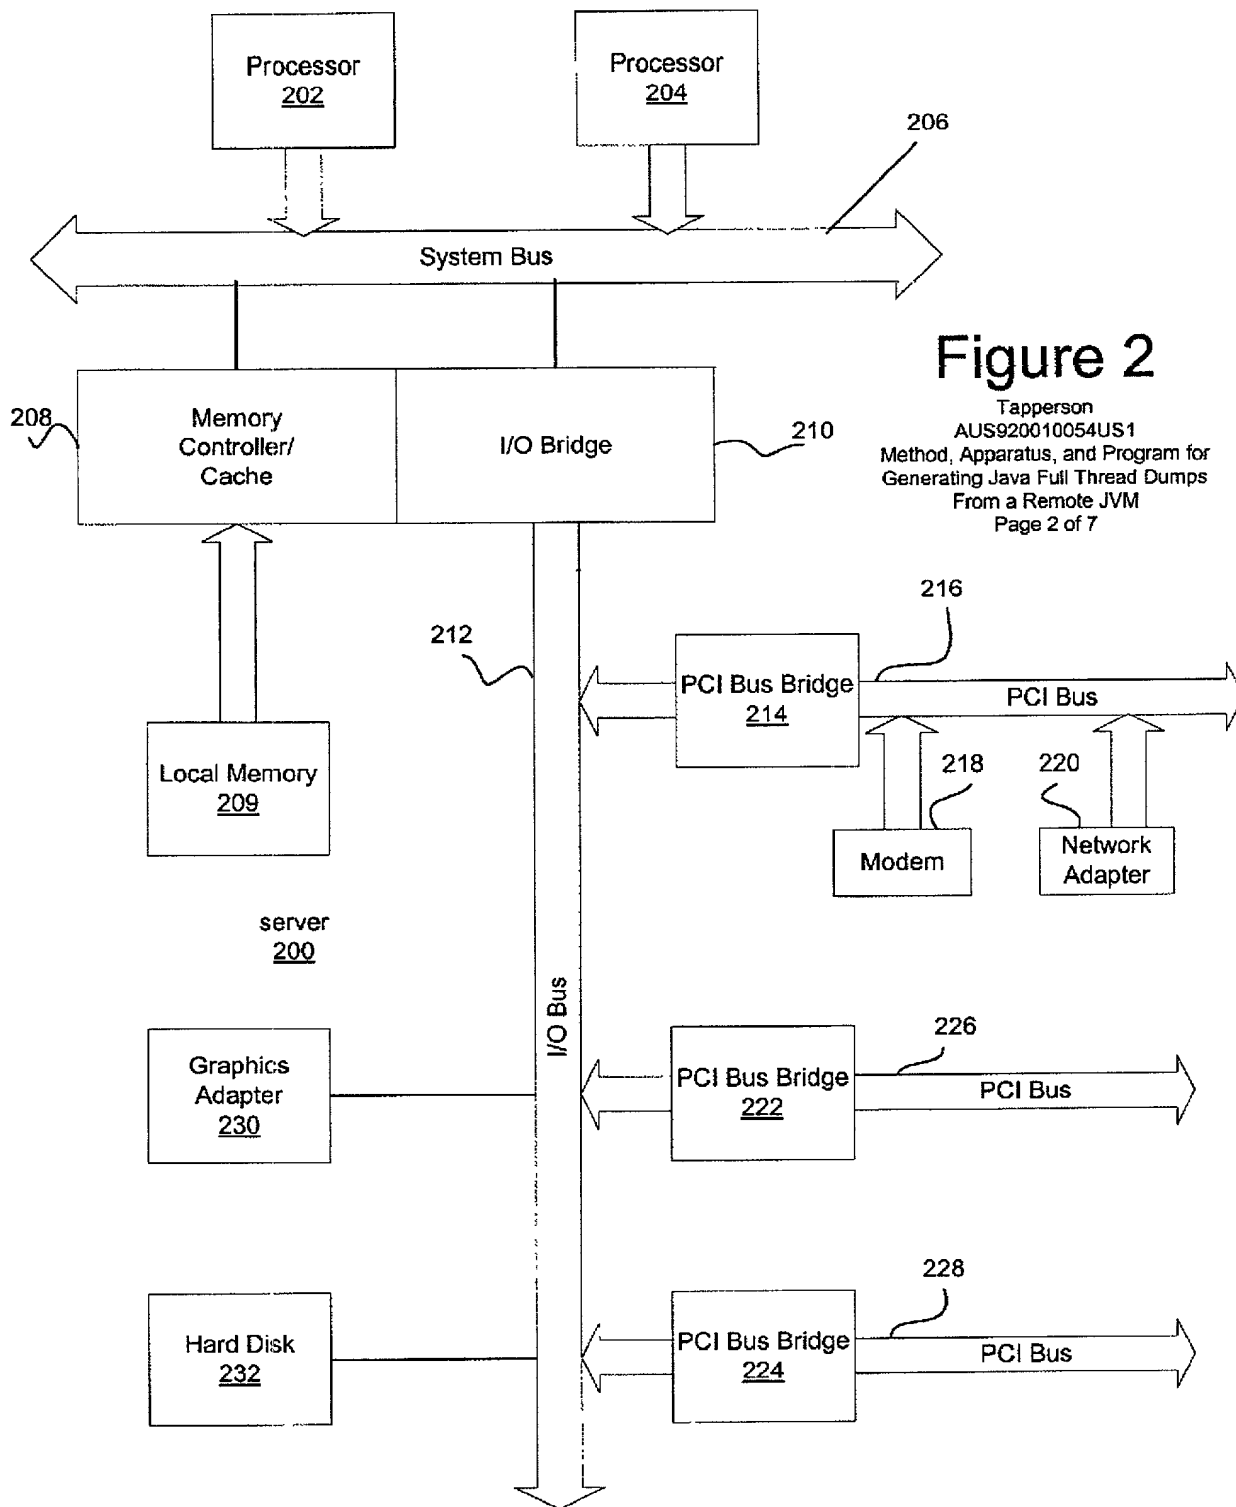 Processor
202
Processor
204
206
System Bus
Figure 2
Tapperson
AUS920010054US1
Method, Apparatus, and Program for
Generating Java Full Thread Dumps
From a Remote JVM
Page 2 of 7
208
Memory
Controller/
Cache
I/O Bridge
210
212
216
PCI Bus Bridge
214
PCI Bus
Local Memory
209
218
220
Modem
Network
Adapter
server
200
I/O Bus
Graphics
Adapter
230
PCI Bus Bridge
222
226
PCI Bus
Hard Disk
232
PCI Bus Bridge
224
228
PCI Bus